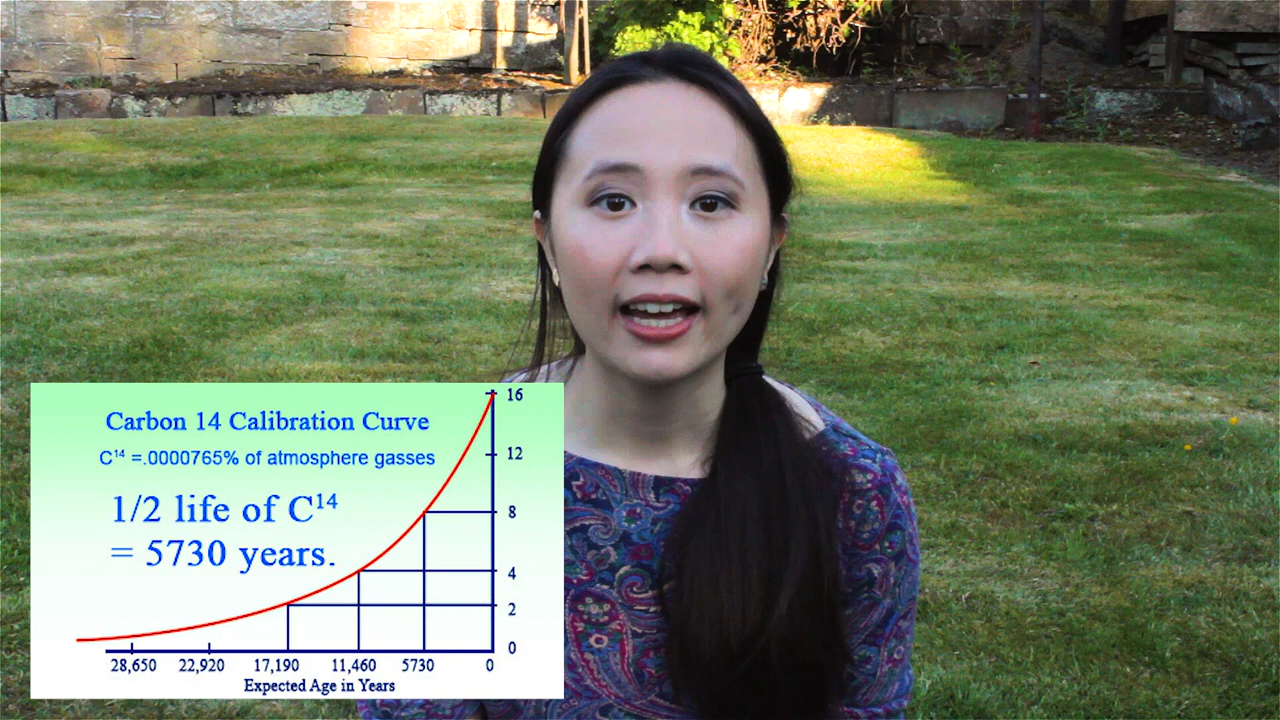 Carbon 14 Calibration Curve
C¹⁴ =.0000765% of atmosphere gasses
1/2 life of C¹⁴
= 5730 years.
16
12
8
4
2
0
28,650 22,920 17,190 11,460 5730 0
Expected Age in Years